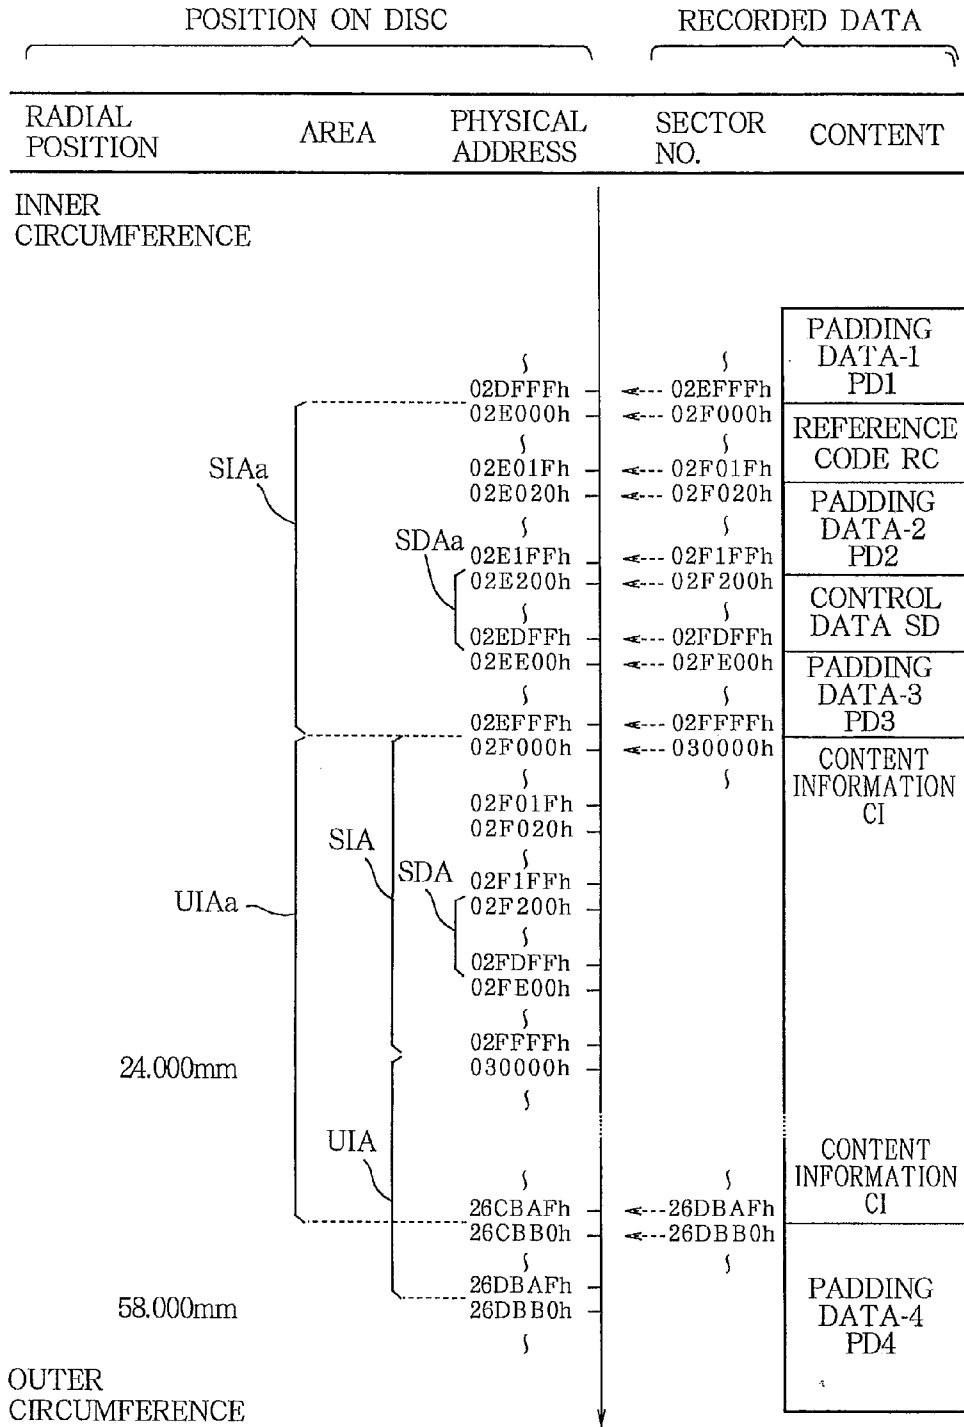 POSITION ON DISC
RECORDED DATA
RADIAL POSITION
AREA
PHYSICAL ADDRESS
SECTOR NO.
CONTENT
INNER CIRCUMFERENCE
PADDING
DATA-1
PD1
02DFFFh
02EFFFh
02E000h
02F000h
REFERENCE
CODE RC
SIAa
02E01Fh
02F01Fh
02E020h
02F020h
PADDING
DATA-2
PD2
SDAa
02E1FFh
02F1FFh
02E200h
02F200h
CONTROL
DATA SD
02EDFFh
02FDFFh
02EE00h
02FE00h
PADDING
DATA-3
PD3
02EFFFh
02FFFFh
02F000h
030000h
CONTENT
INFORMATION
CI
02F01Fh
02F020h
SIA
SDA
02F1FFh
UIAa
02F200h
02FDFFh
02FE00h
02FFFFh
24.000mm
030000h
UIA
CONTENT
INFORMATION
CI
26CBAFh
26DBAFh
26CBB0h
26DBB0h
26DBAFh
58.000mm
26DBB0h
PADDING
DATA-4
PD4
OUTER
CIRCUMFERENCE